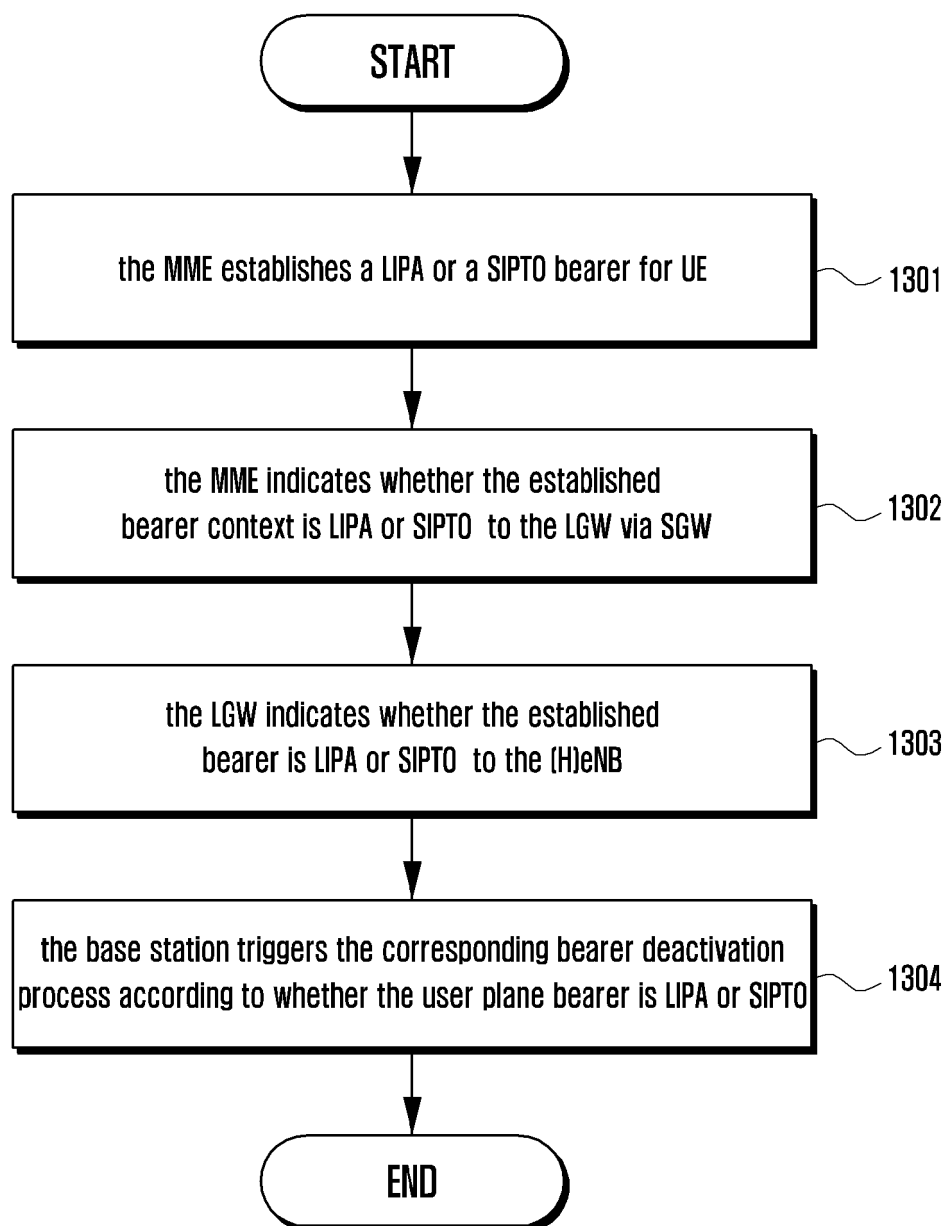 START
the MME establishes a LIPA or a SIPTO bearer for UE
1301
the MME indicates whether the established
bearer context is LIPA or SIPTO to the LGW via SGW
1302
the LGW indicates whether the established
bearer is LIPA or SIPTO to the (H)eNB
1303
the base station triggers the corresponding bearer deactivation
process according to whether the user plane bearer is LIPA or SIPTO
1304
END